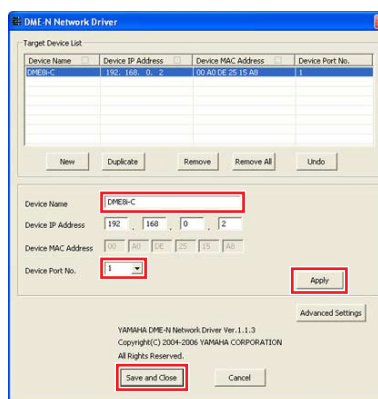 DME-N Network Driver
Target Device List
Device Name Device IP Address Device MAC Address Device Port No.
DME8i-C 192. 168. 0. 2 00 A0 DE 25 15 A8 1
New Duplicate Remove Remove All Undo
Device Name DME8i-C
Device IP Address 192 . 168 . 0 . 2
Device MAC Address 00 A0 DE 25 15 A8
Device Port No. 1
Apply
Advanced Settings
YAMAHA DME-N Network Driver Ver.1.1.3
Copyright(C) 2004-2006 YAMAHA CORPORATION
All Rights Reserved.
Save and Close Cancel